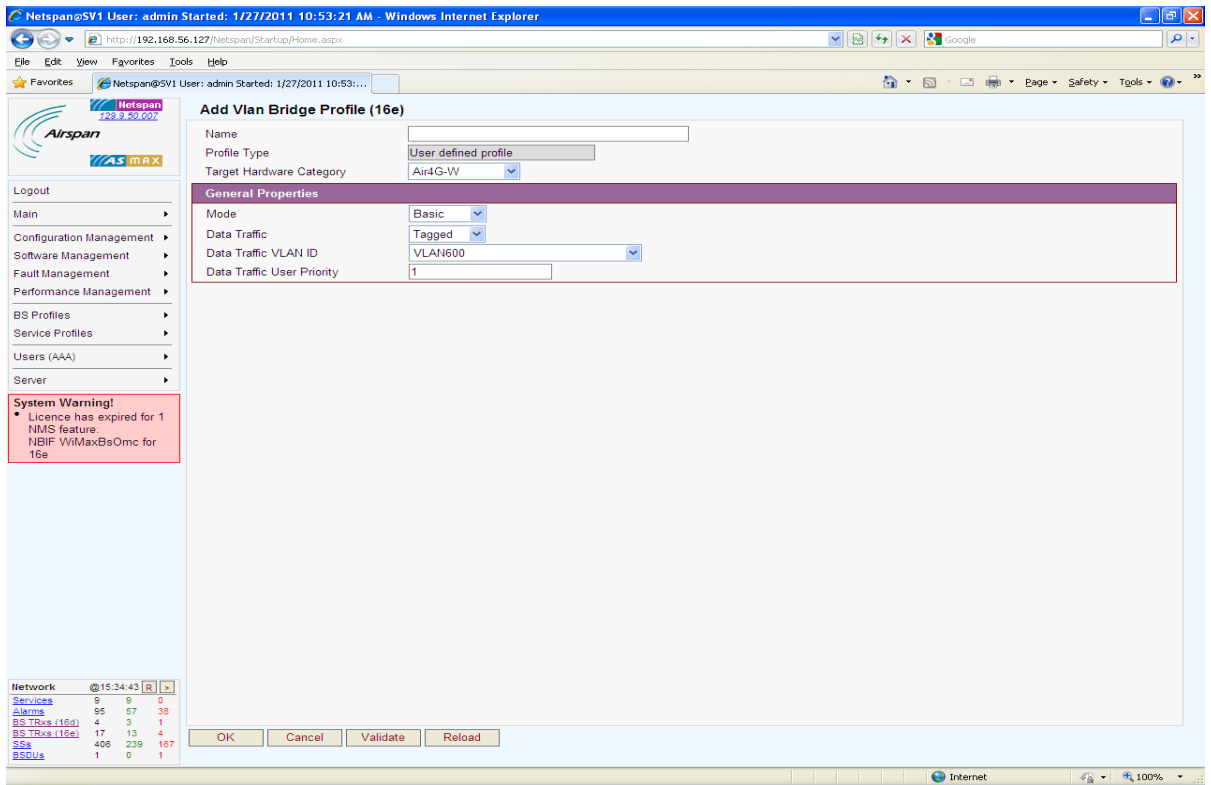 Netspan@SV1 User: admin Started: 1/27/2011 10:53:21 AM - Windows Internet Explorer
http://192.168.56.127/Netspan/Startup/Home.aspx
Google
File Edit View Favorites Tools Help
Favorites
Netspan@SV1 User: admin Started: 1/27/2011 10:53:...
Page Safety Tools
Netspan
129.9.50.007
Airspan
AS MAX
Logout
Main
Configuration Management
Software Management
Fault Management
Performance Management
BS Profiles
Service Profiles
Users (AAA)
Server
System Warning!
• Licence has expired for 1
NMS feature:
NBIF WiMaxBsOmc for
16e
Network @15:34:43 R >
Services 9 9 0
Alarms 95 57 38
BS TRxs (16d) 4 3 1
BS TRxs (16e) 17 13 4
SSs 406 239 167
BSDUs 1 0 1
Add Vlan Bridge Profile (16e)
Name
Profile Type User defined profile
Target Hardware Category Air4G-W
General Properties
Mode Basic
Data Traffic Tagged
Data Traffic VLAN ID VLAN600
Data Traffic User Priority 1
OK Cancel Validate Reload
Internet 100%